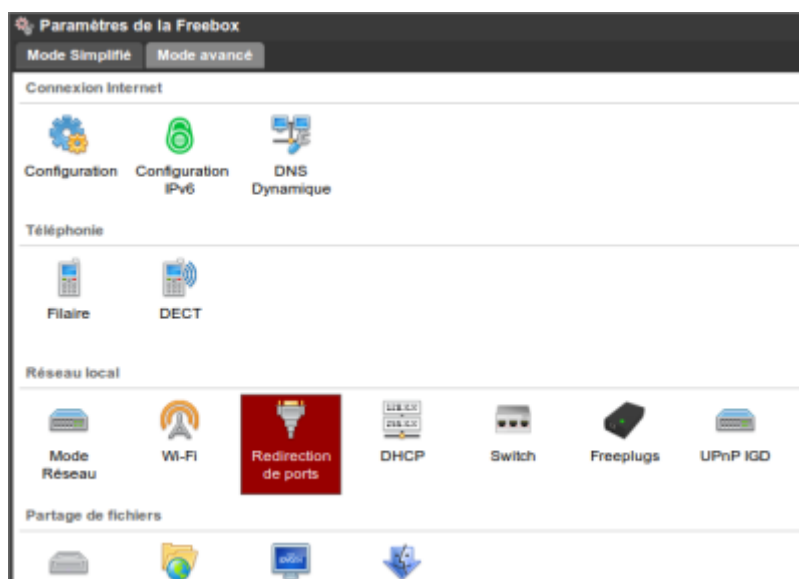 Paramètres de la Freebox
Mode Simplifié Mode avancé
Connexion Internet
Configuration Configuration IPv6 DNS Dynamique
Téléphonie
Filaire DECT
Réseau local
Mode Réseau Wi-Fi Redirection de ports DHCP Switch Freeplugs UPnP IGD
Partage de fichiers